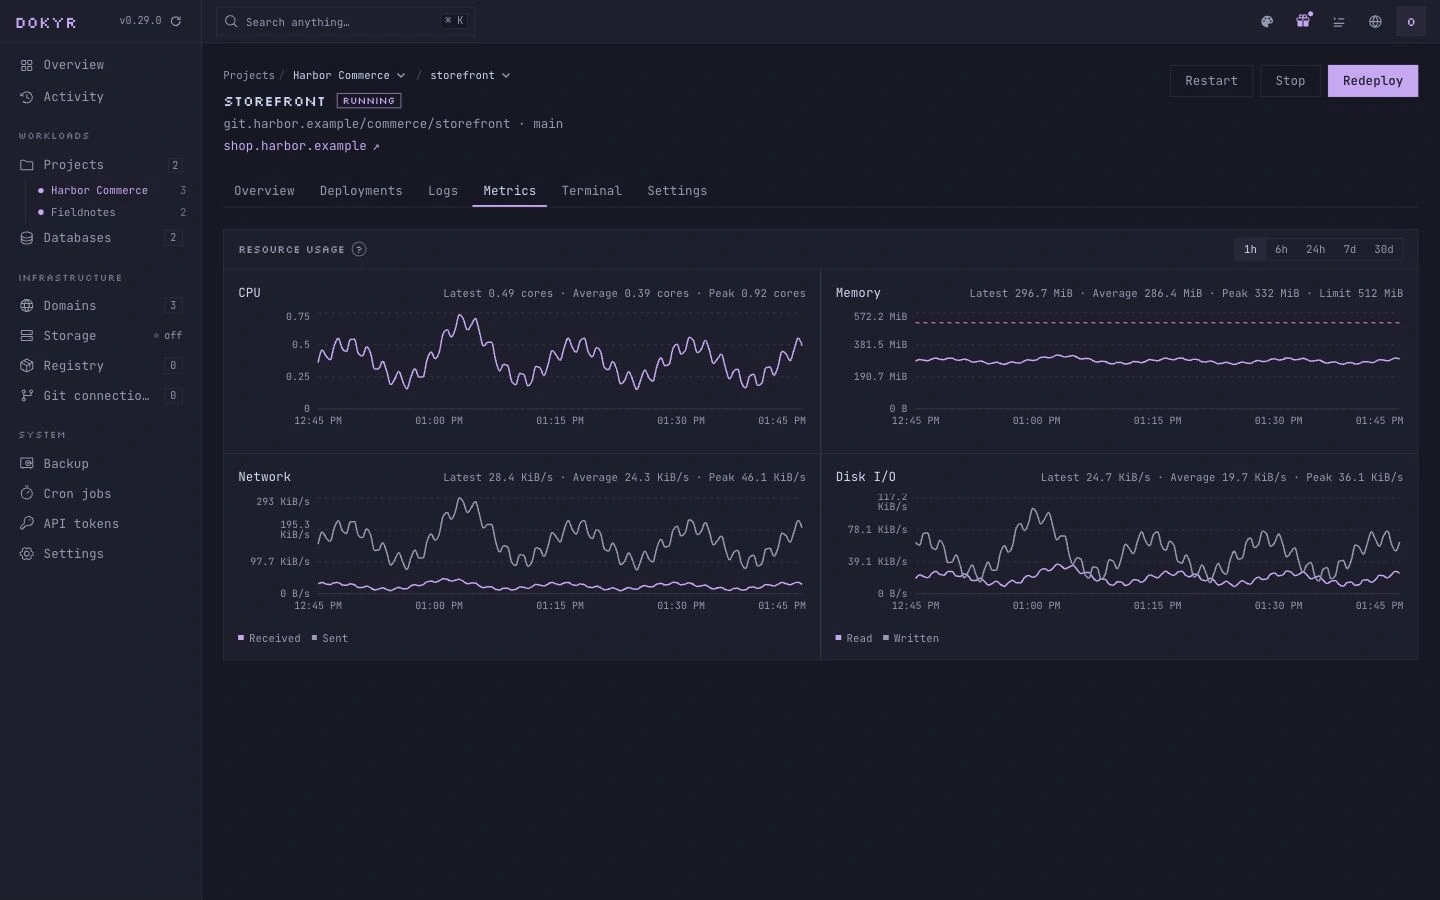 DOKYR v0.29.0
Search anything… ⌘ K
O
Overview
Activity
WORKLOADS
Projects 2
Harbor Commerce 3
Fieldnotes 2
Databases 2
INFRASTRUCTURE
Domains 3
Storage off
Registry 0
Git connectio… 0
SYSTEM
Backup
Cron jobs
API tokens
Settings
Projects / Harbor Commerce / storefront
STOREFRONT RUNNING
git.harbor.example/commerce/storefront · main
shop.harbor.example ↗
Restart Stop Redeploy
Overview Deployments Logs Metrics Terminal Settings
RESOURCE USAGE ?
1h 6h 24h 7d 30d
CPU Latest 0.49 cores · Average 0.39 cores · Peak 0.92 cores
0.75
0.5
0.25
0
12:45 PM 01:00 PM 01:15 PM 01:30 PM 01:45 PM
Memory Latest 296.7 MiB · Average 286.4 MiB · Peak 332 MiB · Limit 512 MiB
572.2 MiB
381.5 MiB
190.7 MiB
0 B
12:45 PM 01:00 PM 01:15 PM 01:30 PM 01:45 PM
Network Latest 28.4 KiB/s · Average 24.3 KiB/s · Peak 46.1 KiB/s
293 KiB/s
195.3
KiB/s
97.7 KiB/s
0 B/s
12:45 PM 01:00 PM 01:15 PM 01:30 PM 01:45 PM
Received Sent
Disk I/O Latest 24.7 KiB/s · Average 19.7 KiB/s · Peak 36.1 KiB/s
117.2
KiB/s
78.1 KiB/s
39.1 KiB/s
0 B/s
12:45 PM 01:00 PM 01:15 PM 01:30 PM 01:45 PM
Read Written